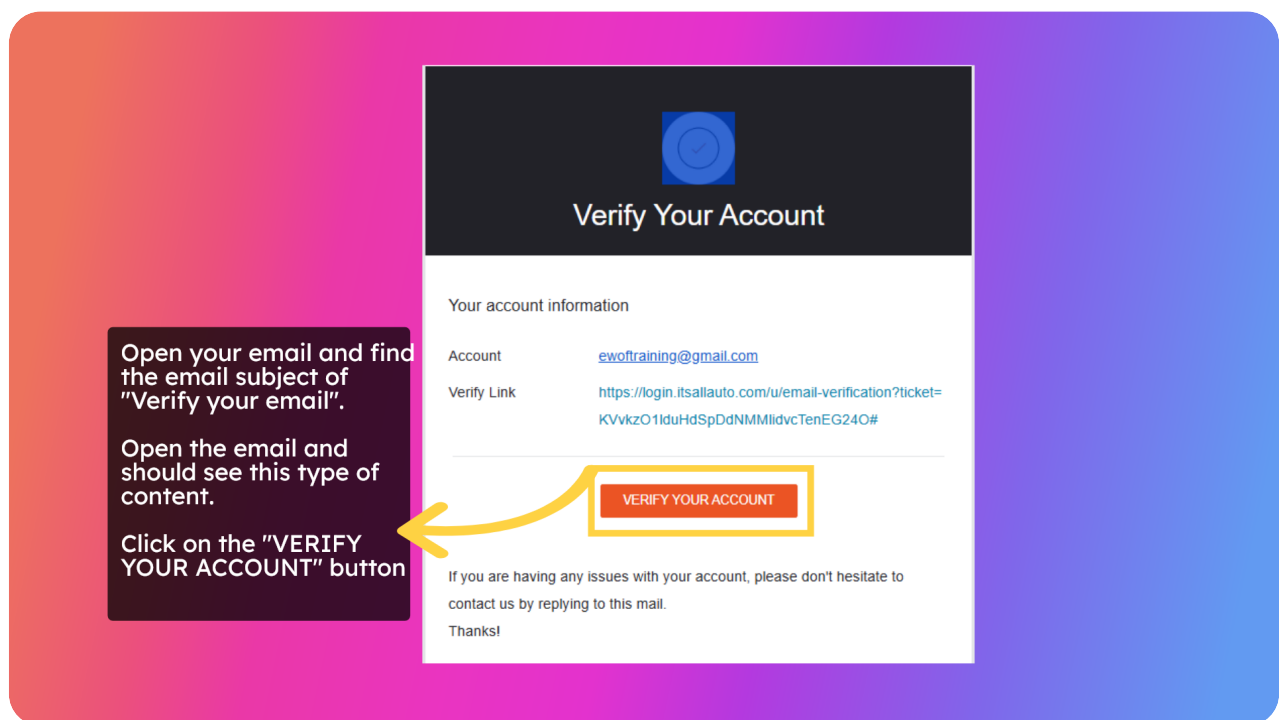 Verify Your Account
Your account information
Account ewoftraining@gmail.com
Verify Link https://login.itsallauto.com/u/email-verification?ticket=
KVvkzO1IduHdSpDdNMMIidvcTenEG24O#
VERIFY YOUR ACCOUNT
If you are having any issues with your account, please don't hesitate to
contact us by replying to this mail.
Thanks!
Open your email and find
the email subject of
"Verify your email".
Open the email and
should see this type of
content.
Click on the "VERIFY
YOUR ACCOUNT" button